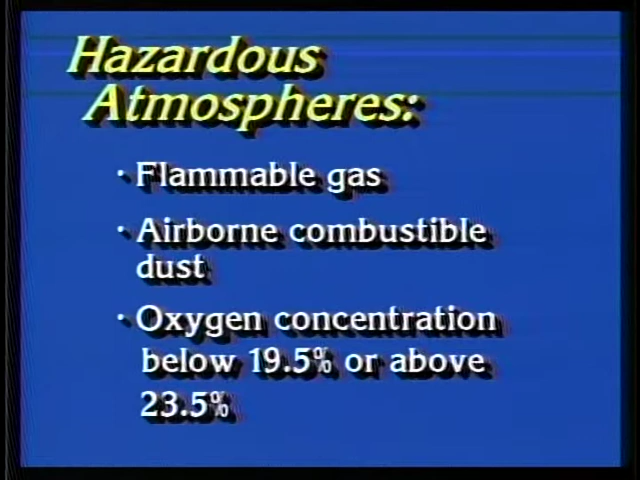 Hazardous
Atmospheres:
· Flammable gas
· Airborne combustible
dust
· Oxygen concentration
below 19.5% or above
23.5%